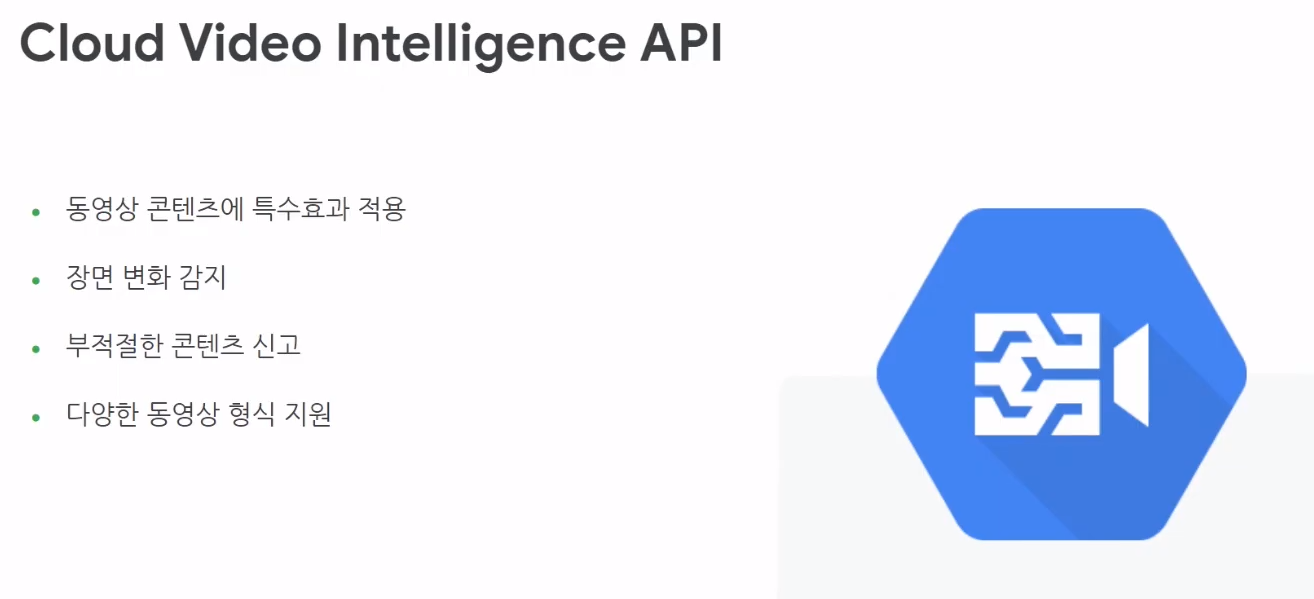 Cloud Video Intelligence API
• 동영상 콘텐츠에 특수효과 적용
• 장면 변화 감지
• 부적절한 콘텐츠 신고
• 다양한 동영상 형식 지원